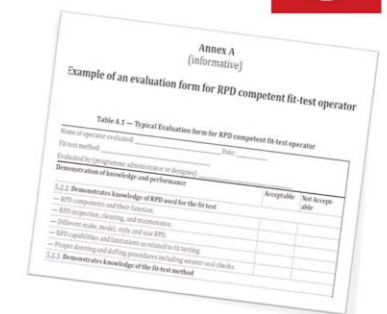 Annex A
(informative)
Example of an evaluation form for RPD competent fit-test operator
Table A.1 — Typical Evaluation form for RPD competent fit-test operator
Name of operator evaluated: Date:
Fit-test method:
Evaluated by (programme administrator or designee):
Demonstration of knowledge and performance Acceptable Not Accept-
able
5.2.2 Demonstrates knowledge of RPD used for the fit test
— RPD components and their function.
— RPD inspection, cleaning, and maintenance.
— Different make, model, style and size RPD.
— RPD capabilities and limitations as related to fit testing.
— Proper donning and doffing procedures including wearer-seal checks.
5.2.3 Demonstrates knowledge of the fit-test method